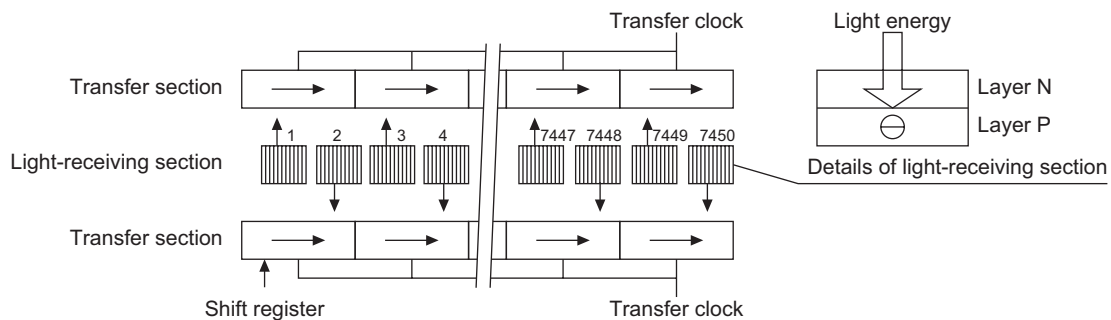 Transfer clock
Light energy
Transfer section
Layer N
Layer P
1 2 3 4 7447 7448 7449 7450
Light-receiving section
Details of light-receiving section
Transfer section
Shift register
Transfer clock